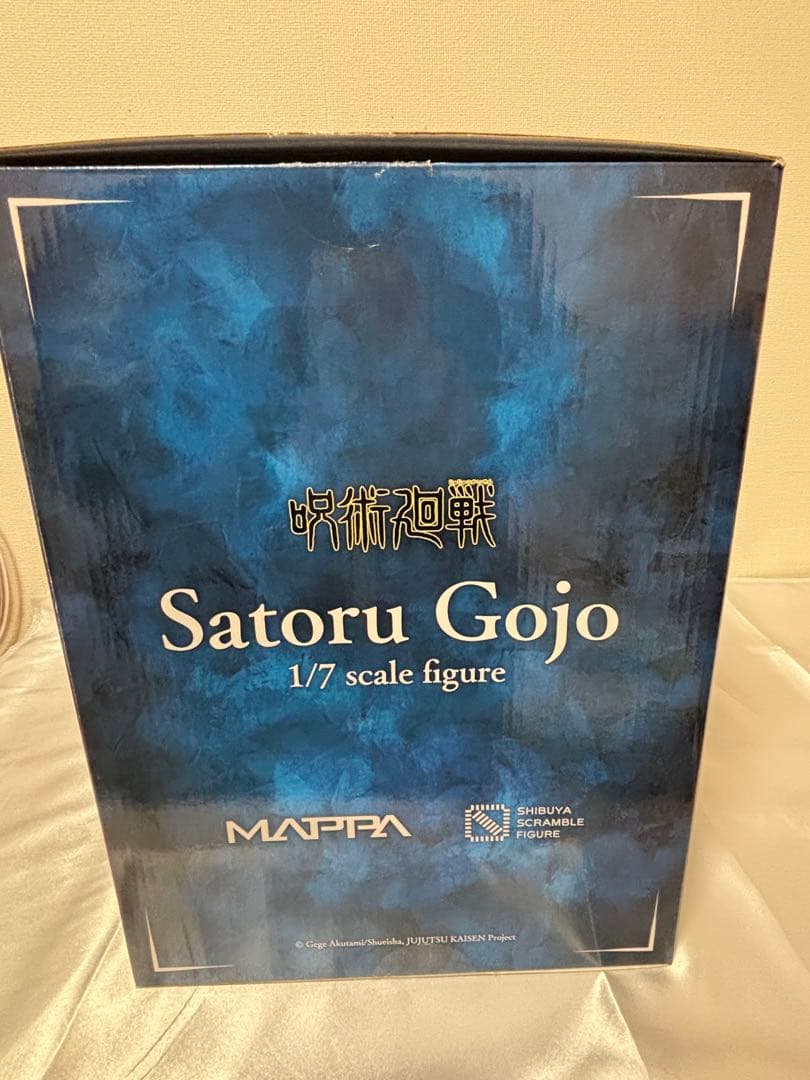 呪術廻戦
Satoru Gojo
1/7 scale figure
MAPPA
SHIBUYA
SCRAMBLE
FIGURE
© Gege Akutami/Shueisha, JUJUTSU KAISEN Project